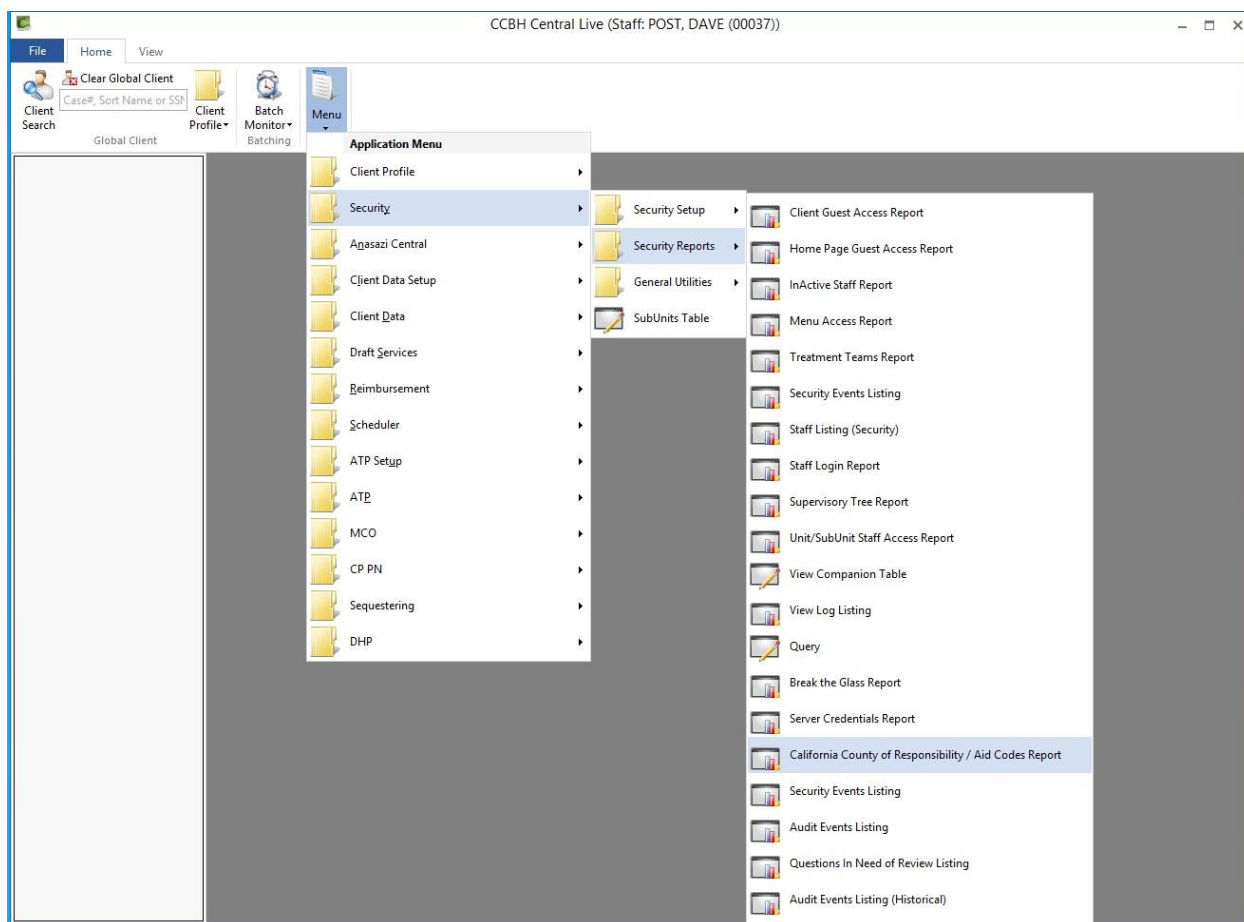 CCBH Central Live (Staff: POST, DAVE (00037))
File
Home
View
Client Search
Clear Global Client
Case#, Sort Name or SSN
Client Profile
Global Client
Batch Monitor
Batching
Menu
Application Menu
Client Profile
Security
Anasazi Central
Client Data Setup
Client Data
Draft Services
Reimbursement
Scheduler
ATP Setup
ATP
MCO
CP PN
Sequestering
DHP
Security Setup
Security Reports
General Utilities
SubUnits Table
Client Guest Access Report
Home Page Guest Access Report
InActive Staff Report
Menu Access Report
Treatment Teams Report
Security Events Listing
Staff Listing (Security)
Staff Login Report
Supervisory Tree Report
Unit/SubUnit Staff Access Report
View Companion Table
View Log Listing
Query
Break the Glass Report
Server Credentials Report
California County of Responsibility / Aid Codes Report
Security Events Listing
Audit Events Listing
Questions In Need of Review Listing
Audit Events Listing (Historical)